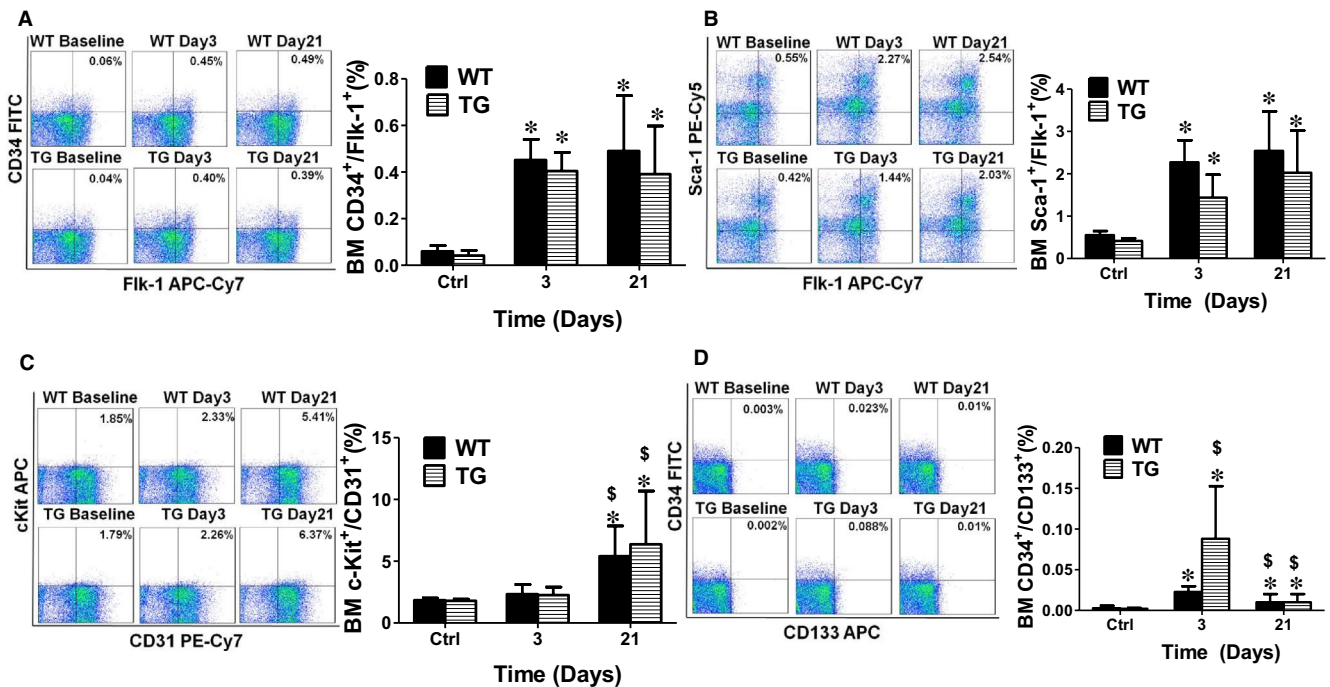 A
WT Baseline WT Day3 WT Day21
0.06% 0.45% 0.49%
TG Baseline TG Day3 TG Day21
0.04% 0.40% 0.39%
CD34 FITC
Flk-1 APC-Cy7
BM CD34+/Flk-1+(%)
0.8
0.6
0.4
0.2
0.0
WT
TG
* * * *
Ctrl 3 21
Time (Days)
B
WT Baseline WT Day3 WT Day21
0.55% 2.27% 2.54%
TG Baseline TG Day3 TG Day21
0.42% 1.44% 2.03%
Sca-1 PE-Cy5
Flk-1 APC-Cy7
BM Sca-1+/Flk-1+(%)
4
3
2
1
0
WT
TG
* * * *
Ctrl 3 21
Time (Days)
C
WT Baseline WT Day3 WT Day21
1.85% 2.33% 5.41%
TG Baseline TG Day3 TG Day21
1.79% 2.26% 6.37%
cKit APC
CD31 PE-Cy7
BM c-Kit+/CD31+(%)
15
10
5
0
WT
TG
$ $
* *
Ctrl 3 21
Time (Days)
D
WT Baseline WT Day3 WT Day21
0.003% 0.023% 0.01%
TG Baseline TG Day3 TG Day21
0.002% 0.088% 0.01%
CD34 FITC
CD133 APC
BM CD34+/CD133+(%)
0.20
0.15
0.10
0.05
0.00
WT
TG
$ $ $
* * * *
Ctrl 3 21
Time (Days)